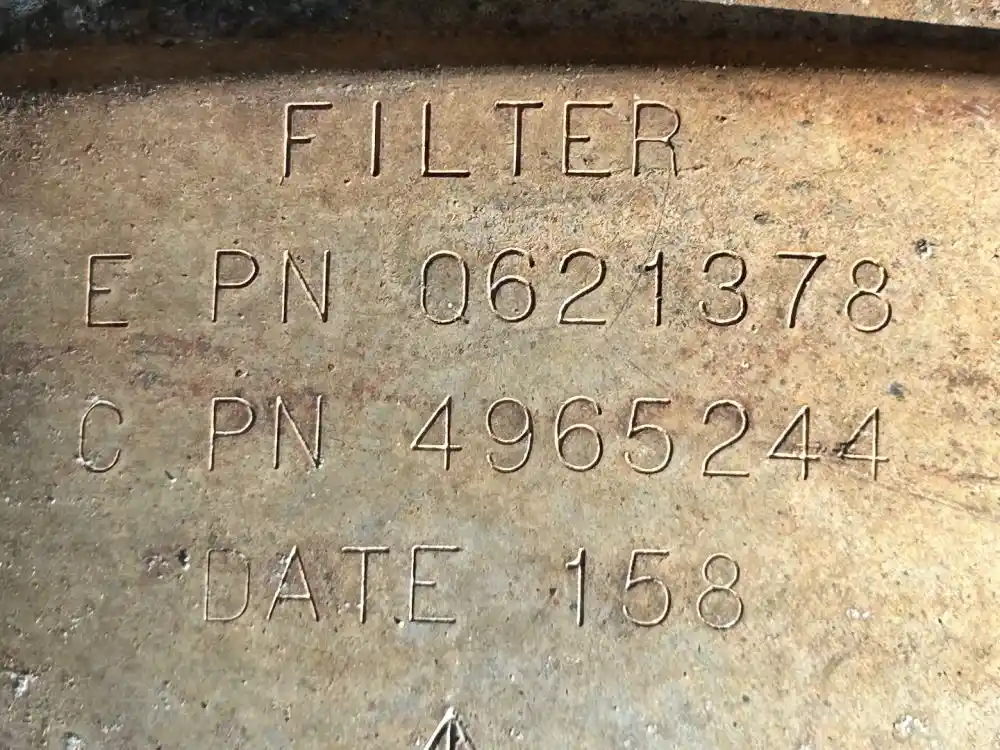 FILTER
E PN 0621378
C PN 4965244
DATE 158